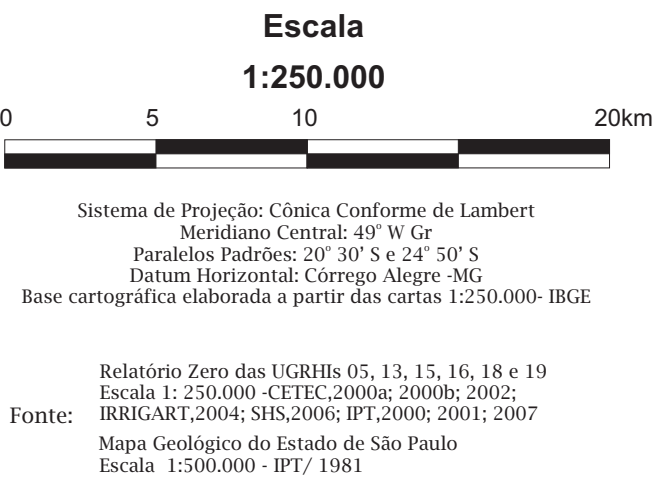 Escala
1:250.000
0 5 10 20km
Sistema de Projeção: Cônica Conforme de Lambert
Meridiano Central: 49° W Gr
Paralelos Padrões: 20° 30’ S e 24° 50’ S
Datum Horizontal: Córrego Alegre -MG
Base cartográfica elaborada a partir das cartas 1:250.000- IBGE
Relatório Zero das UGRHIs 05, 13, 15, 16, 18 e 19
Escala 1: 250.000 -CETEC,2000a; 2000b; 2002;
Fonte: IRRIGART,2004; SHS,2006; IPT,2000; 2001; 2007
Mapa Geológico do Estado de São Paulo
Escala 1:500.000 - IPT/ 1981